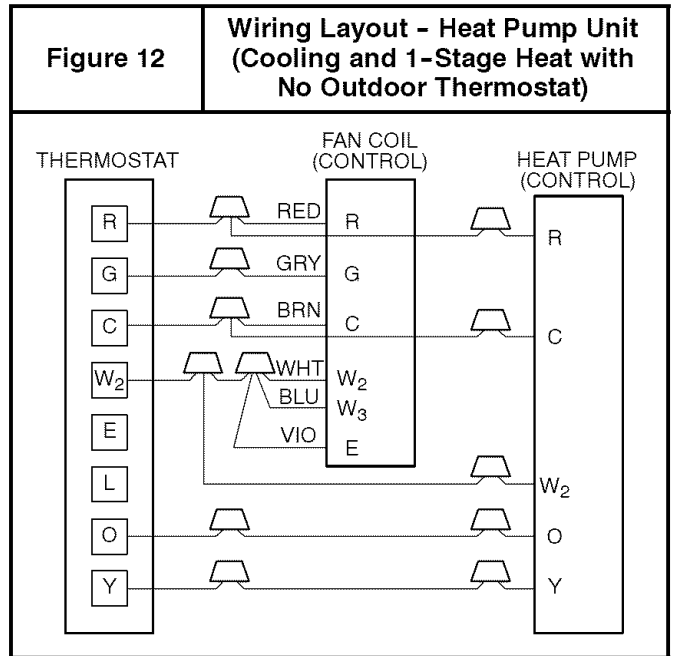 Figure 12
Wiring Layout - Heat Pump Unit
(Cooling and 1-Stage Heat with
No Outdoor Thermostat)
THERMOSTAT
R
G
C
W2
E
L
O
Y
FAN COIL
(CONTROL)
RED
R
GRY
G
BRN
C
WHT
W2
BLU
W3
VIO
E
HEAT PUMP
(CONTROL)
R
C
W2
O
Y